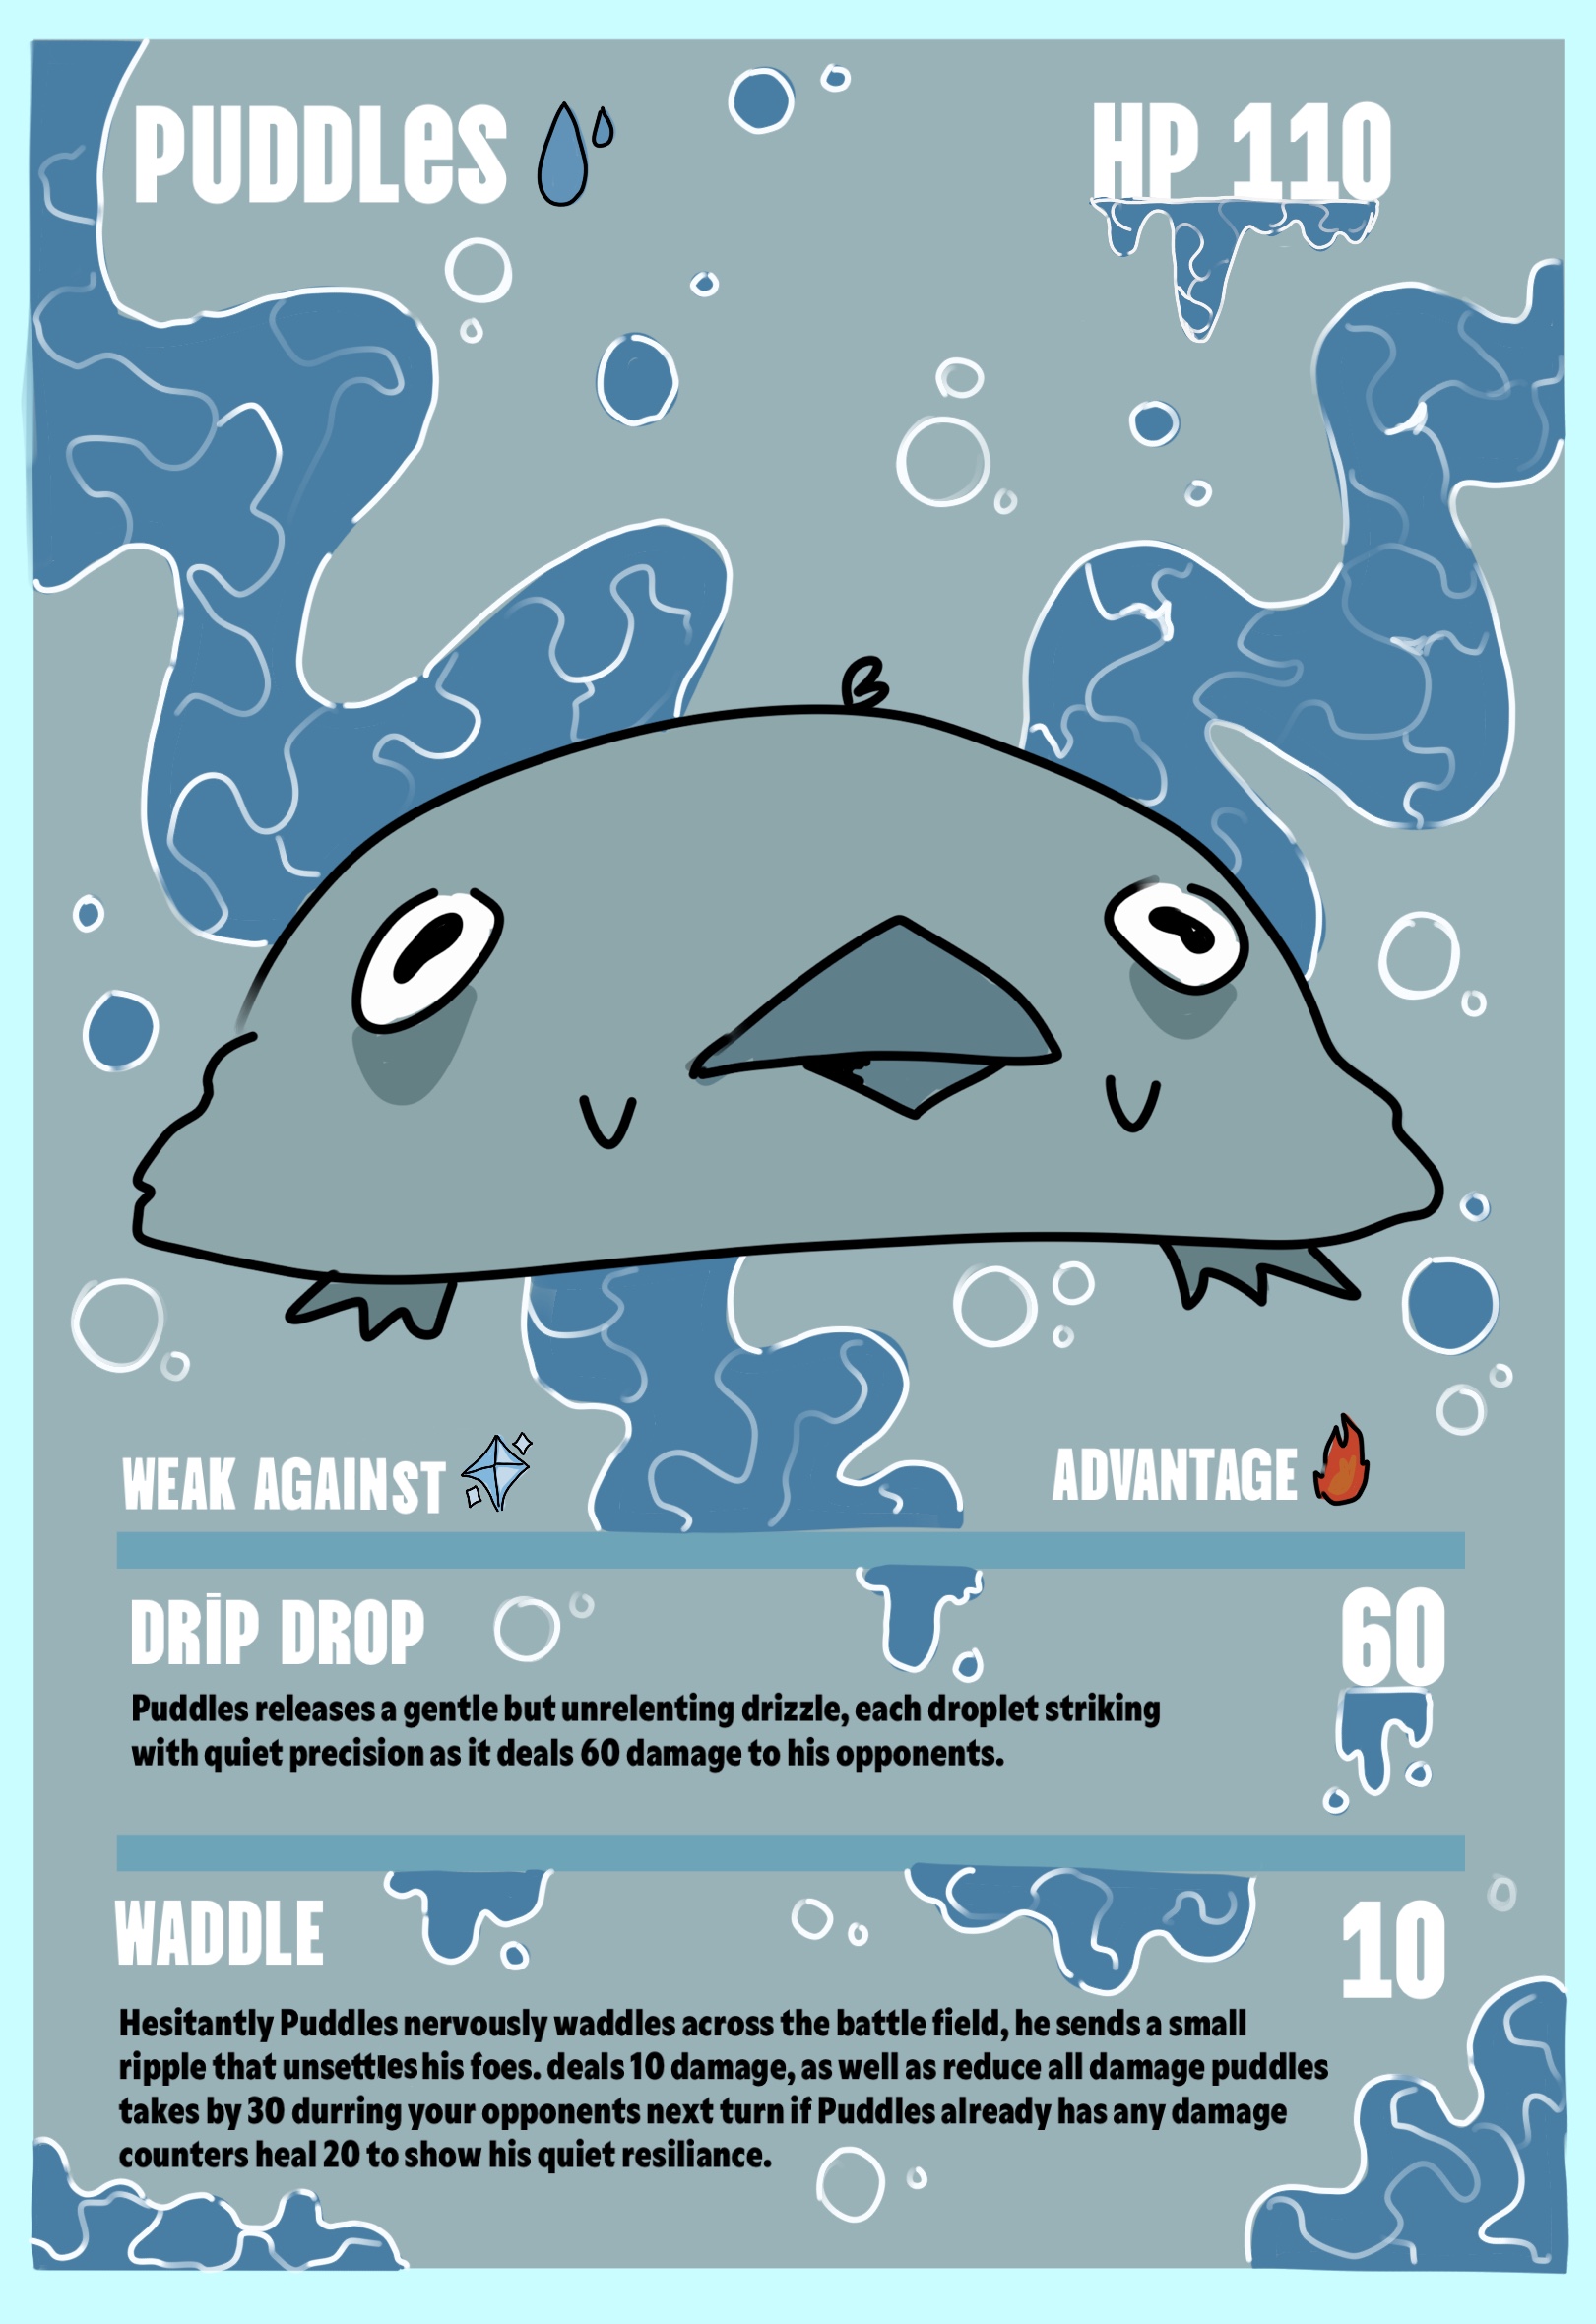 PUDDLES
HP 110
WEAK AGAINST
ADVANTAGE
DRIP DROP
60
Puddles releases a gentle but unrelenting drizzle, each droplet striking
with quiet precision as it deals 60 damage to his opponents.
WADDLE
10
Hesitantly Puddles nervously waddles across the battle field, he sends a small
ripple that unsettles his foes. deals 10 damage, as well as reduce all damage puddles
takes by 30 durring your opponents next turn if Puddles already has any damage
counters heal 20 to show his quiet resiliance.